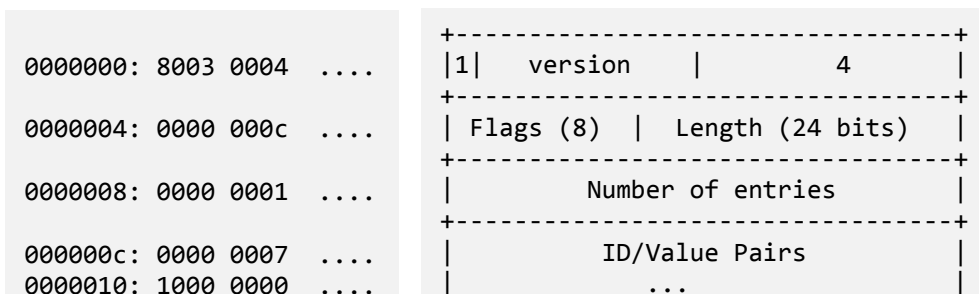 0000000: 8003 0004  ....
0000004: 0000 000c  ....
0000008: 0000 0001  ....
000000c: 0000 0007  ....
0000010: 1000 0000  ....
+----------------------------------+
|1|   version    |         4       |
+----------------------------------+
| Flags (8)  |  Length (24 bits)   |
+----------------------------------+
|         Number of entries        |
+----------------------------------+
|          ID/Value Pairs          |
|             ...                  |